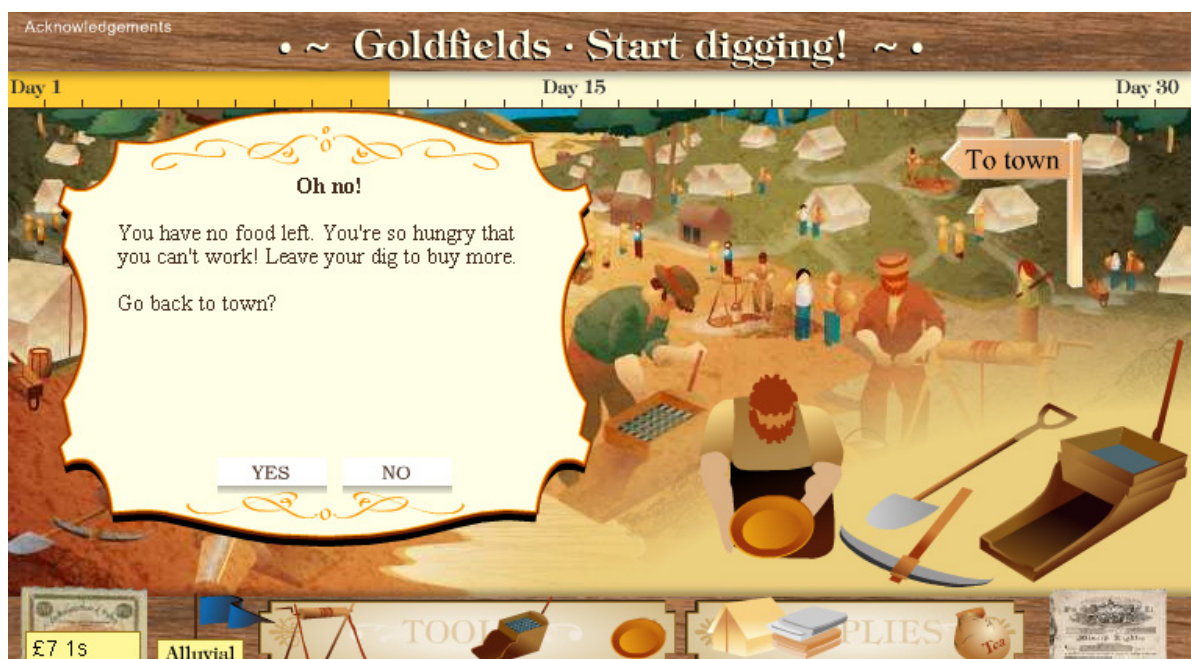 Acknowledgements
• ~ Goldfields · Start digging! ~ •
Day 1 Day 15 Day 30
To town
Oh no!
You have no food left. You're so hungry that
you can't work! Leave your dig to buy more.
Go back to town?
YES NO
£7 1s
Alluvial
Tea